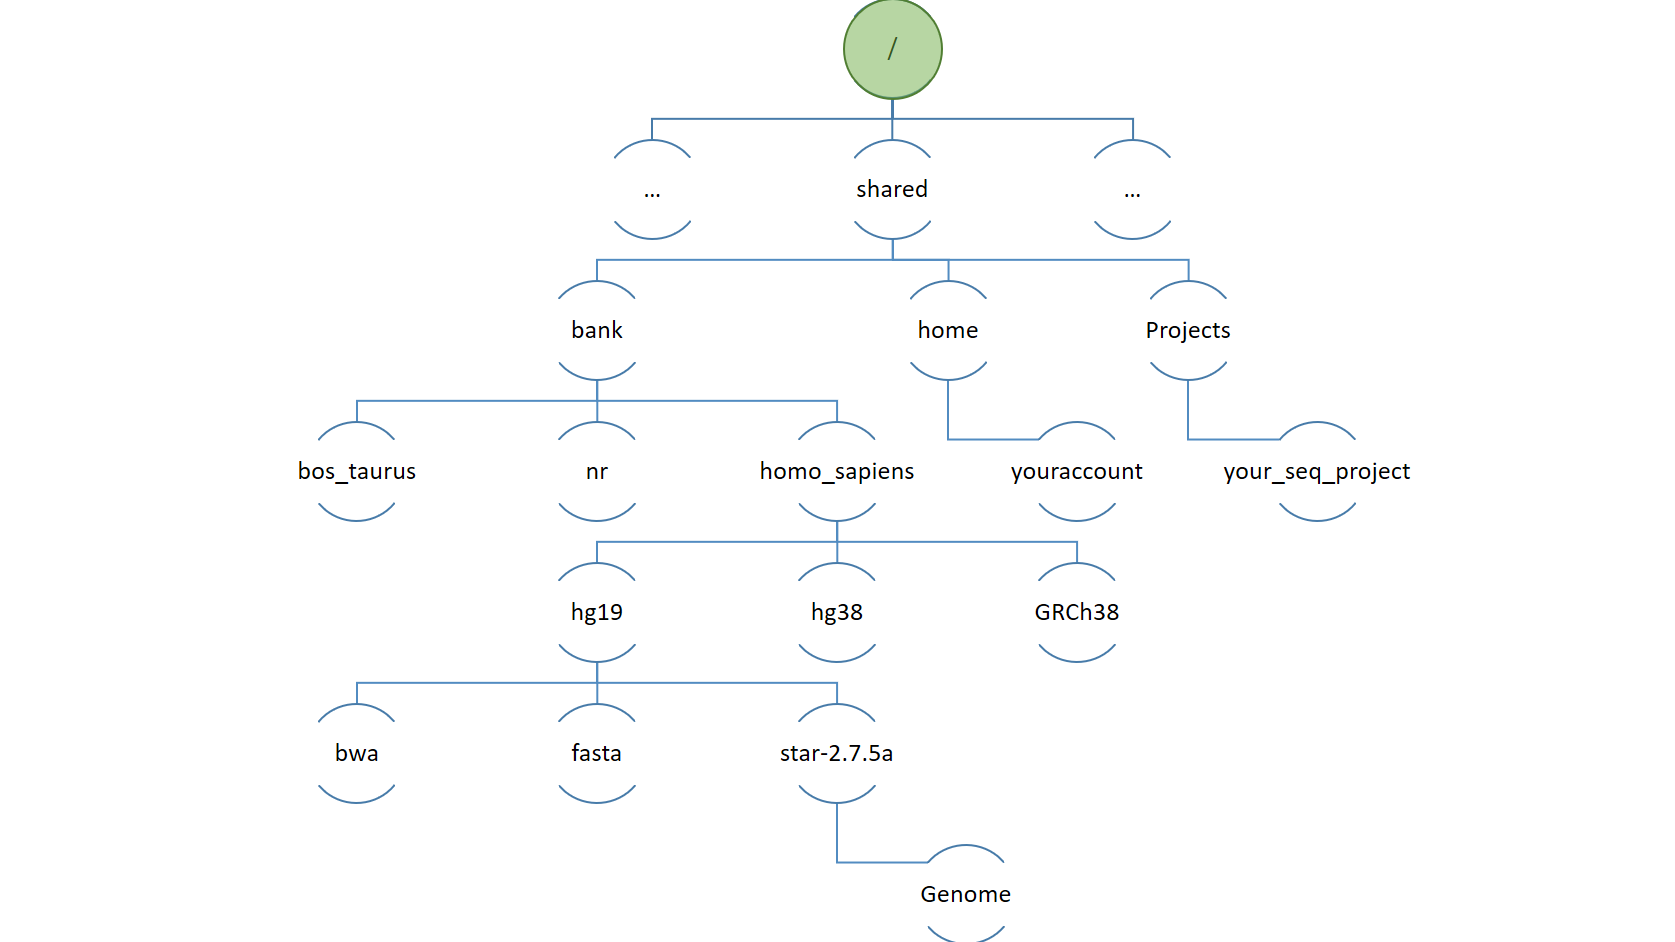 /
...
shared
...
bank
home
Projects
bos_taurus
nr
homo_sapiens
youraccount
your_seq_project
hg19
hg38
GRCh38
bwa
fasta
star-2.7.5a
Genome